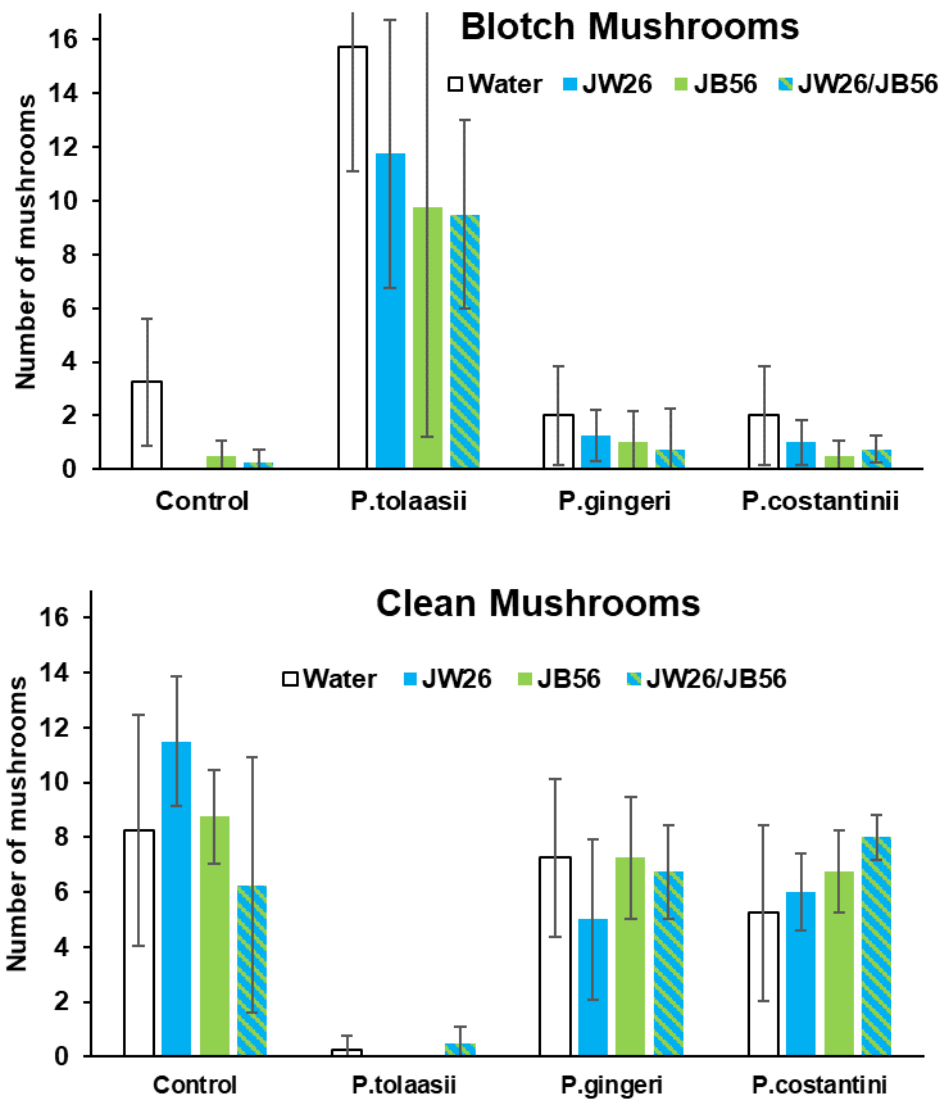 Blotch Mushrooms
Water JW26 JB56 JW26/JB56
Number of mushrooms
16
14
12
10
8
6
4
2
0
Control P.tolaasii P.gingeri P.costantinii
Clean Mushrooms
Water JW26 JB56 JW26/JB56
Number of mushrooms
16
14
12
10
8
6
4
2
0
Control P.tolaasii P.gingeri P.costantini